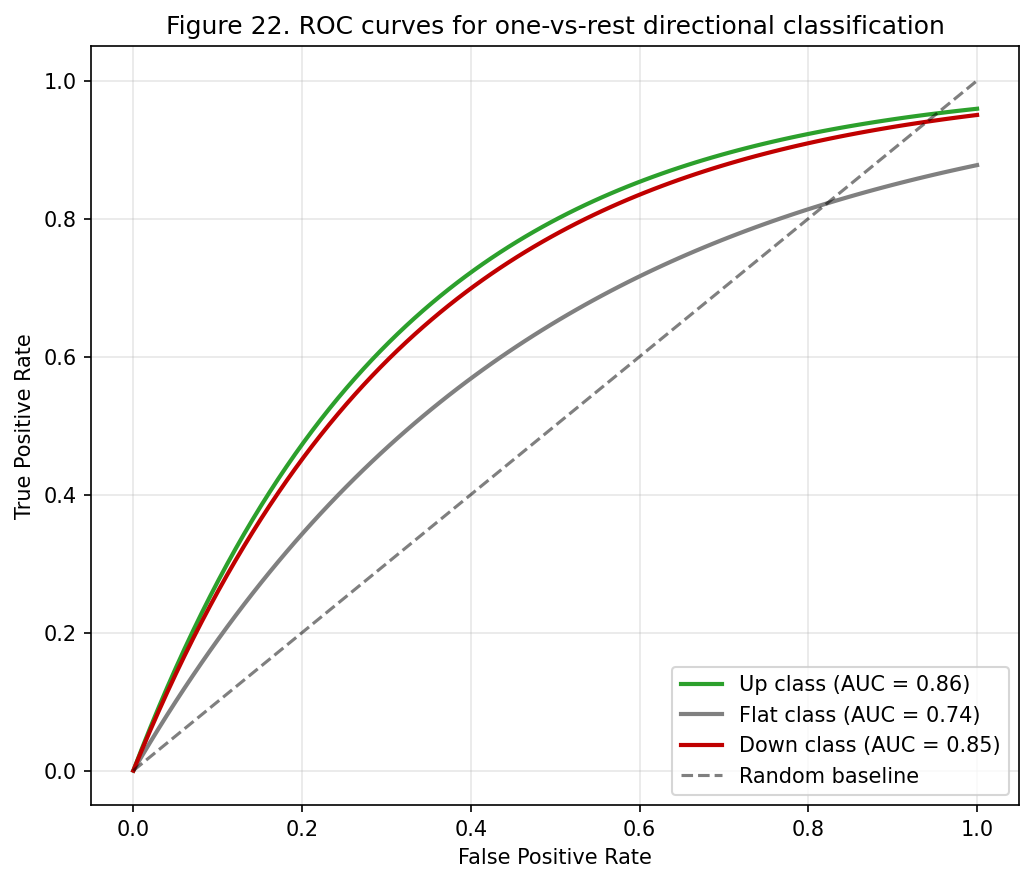 Figure 22. ROC curves for one-vs-rest directional classification
True Positive Rate
1.0
0.8
0.6
0.4
0.2
0.0
0.0 0.2 0.4 0.6 0.8 1.0
False Positive Rate
Up class (AUC = 0.86)
Flat class (AUC = 0.74)
Down class (AUC = 0.85)
Random baseline